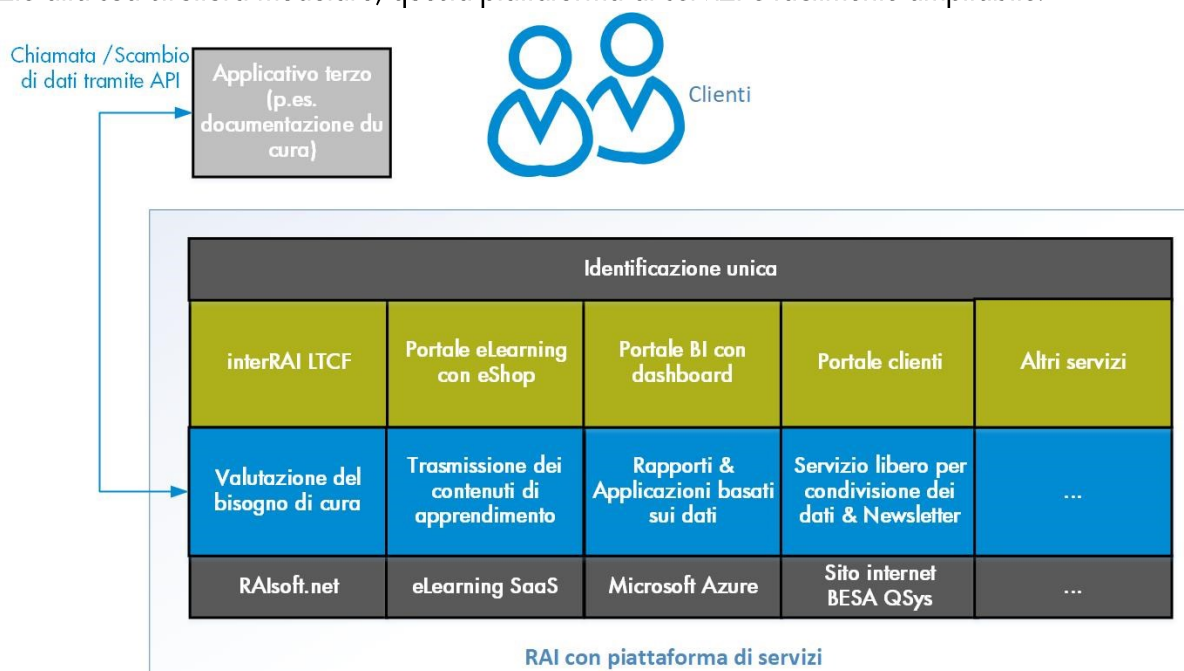 Chiamata /Scambio
di dati tramite API
Applicativo terzo
(p.es.
documentazione du
cura)
Clienti
Identificazione unica
interRAI LTCF
Portale eLearning
con eShop
Portale BI con
dashboard
Portale clienti
Altri servizi
Valutazione del
bisogno di cura
Trasmissione dei
contenuti di
apprendimento
Rapporti &
Applicazioni basati
sui dati
Servizio libero per
condivisione dei
dati & Newsletter
...
RAIsoft.net
eLearning SaaS
Microsoft Azure
Sito internet
BESA QSys
...
RAI con piattaforma di servizi